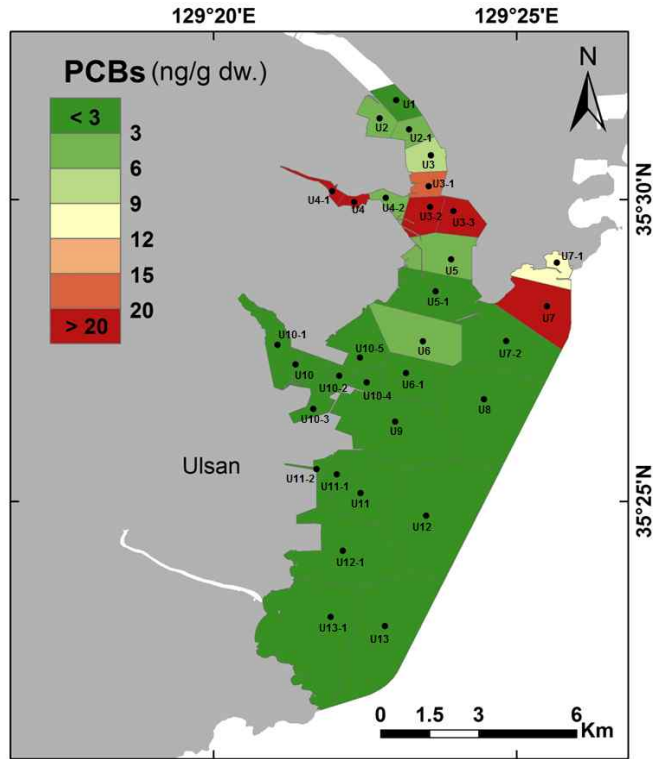 129°20'E 129°25'E
PCBs (ng/g dw.)
N
< 3
3
6
9
12
15
20
> 20
U1
U2
U2-1
U3
U3-1
U4-1
U4
U4-2
U3-2
U3-3
35°30'N
U5
U7-1
U5-1
U7
U10-1
U10-5
U6
U7-2
U10
U10-2
U10-4
U6-1
U8
U10-3
U9
Ulsan
U11-2
U11-1
U11
U12
35°25'N
U12-1
U13-1
U13
0 1.5 3 6
Km